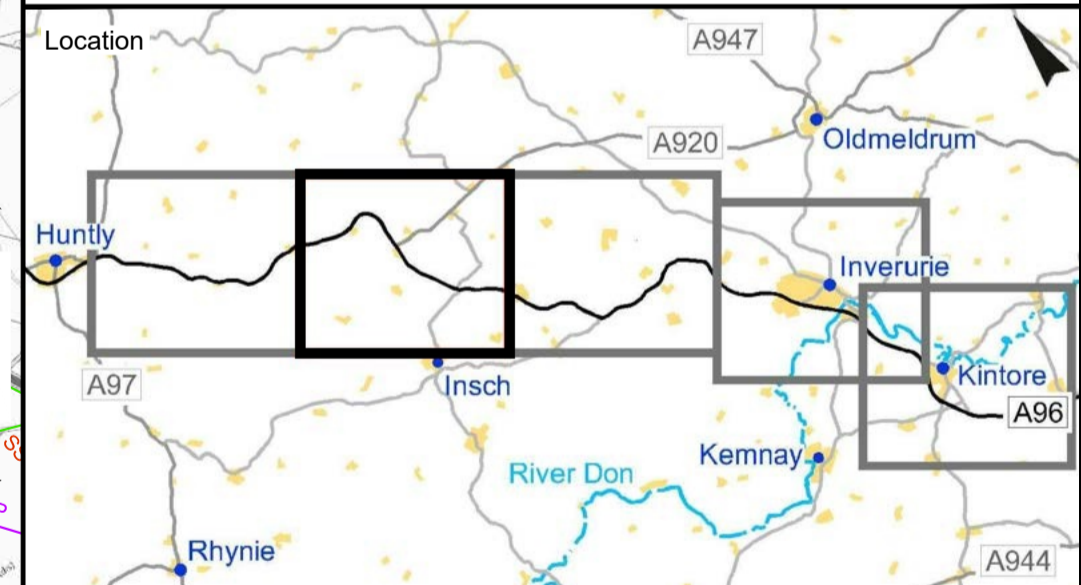 Location
A947
Oldmeldrum
A920
Huntly
Inverurie
A97
Insch
Kintore
A96
Kemnay
River Don
Rhynie
A944